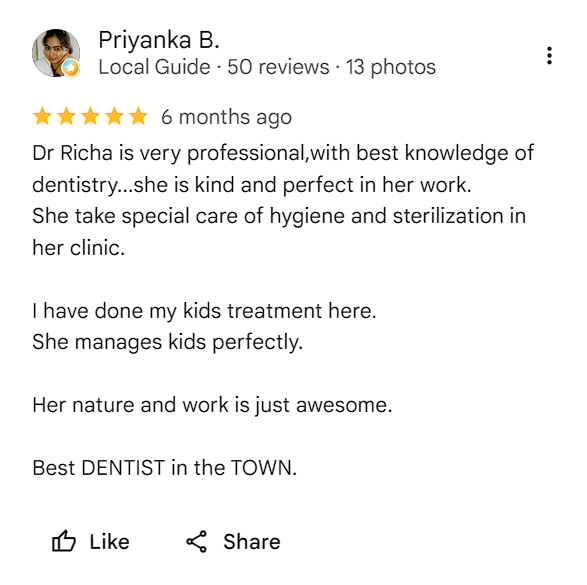 Priyanka B.
Local Guide · 50 reviews · 13 photos
6 months ago
Dr Richa is very professional,with best knowledge of
dentistry...she is kind and perfect in her work.
She take special care of hygiene and sterilization in
her clinic.
I have done my kids treatment here.
She manages kids perfectly.
Her nature and work is just awesome.
Best DENTIST in the TOWN.
Like Share